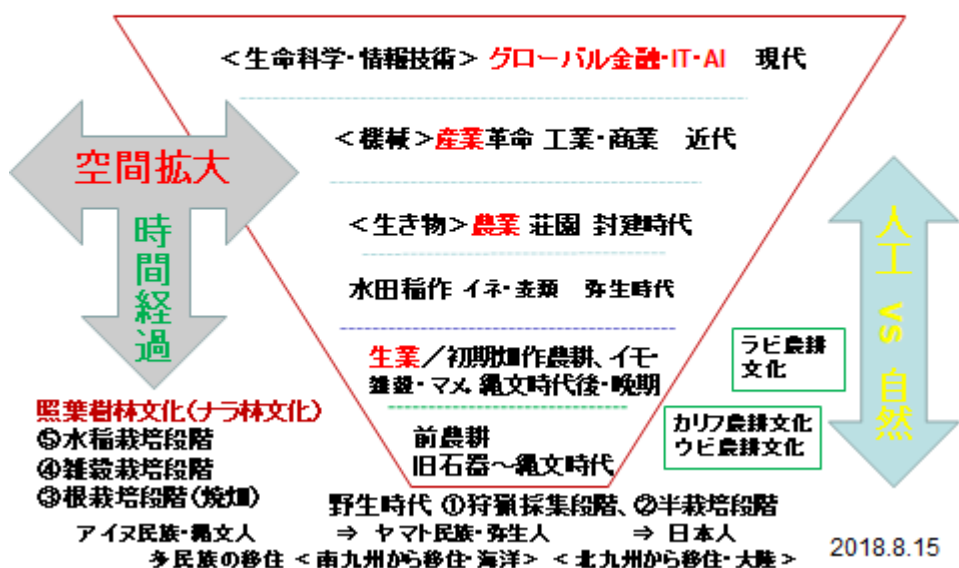 <生命科学・情報技術> グローバル金融・IT・AI 現代
<機械>産業革命 工業・商業 近代
空間拡大
時間経過
<生き物>農業 荘園 封建時代
水田稲作 イネ・麦類 弥生時代
生業／初期畑作農耕、イモ・
雑穀・マメ、縄文時代後・晩期
前農耕
旧石器～縄文時代
人工 vs 自然
ラビ農耕
文化
カリフ農耕文化
ウビ農耕文化
照葉樹林文化(ナラ林文化)
⑤水稲栽培段階
④雑穀栽培段階
③根栽培段階(焼畑)
野生時代 ①狩猟採集段階、②半栽培段階
アイヌ民族・縄文人 ⇒ ヤマト民族・弥生人 ⇒ 日本人
多民族の移住 <南九州から移住・海洋> <北九州から移住・大陸>
2018.8.15